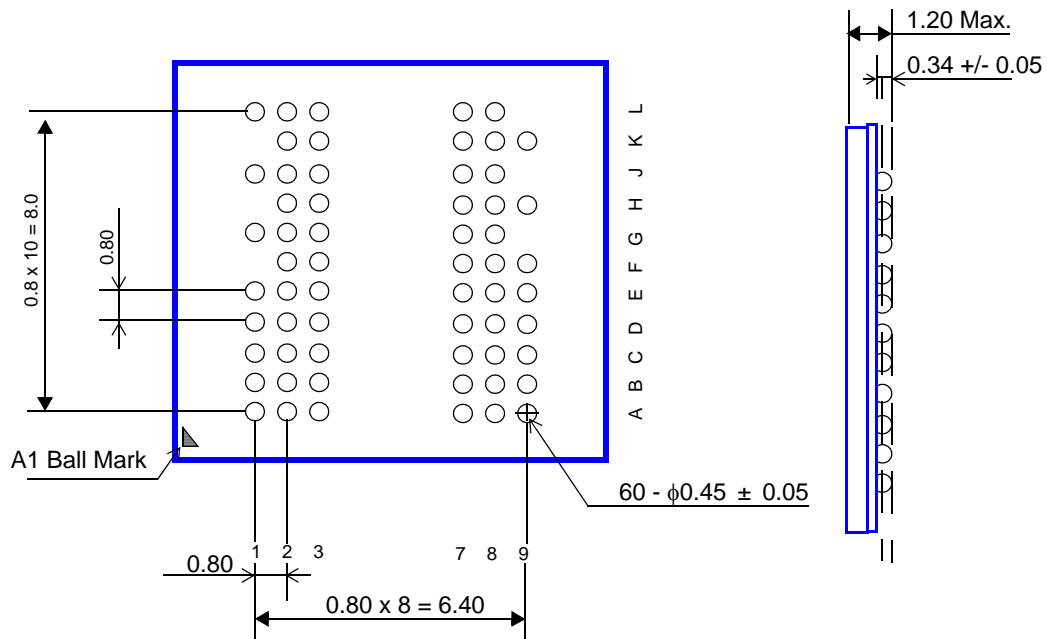 1.20 Max.
0.34 +/- 0.05
L
K
J
H
G
F
E
D
C
B
A
0.8 x 10 = 8.0
0.80
A1 Ball Mark
60 - ϕ0.45 ± 0.05
1 2 3 7 8 9
0.80
0.80 x 8 = 6.40